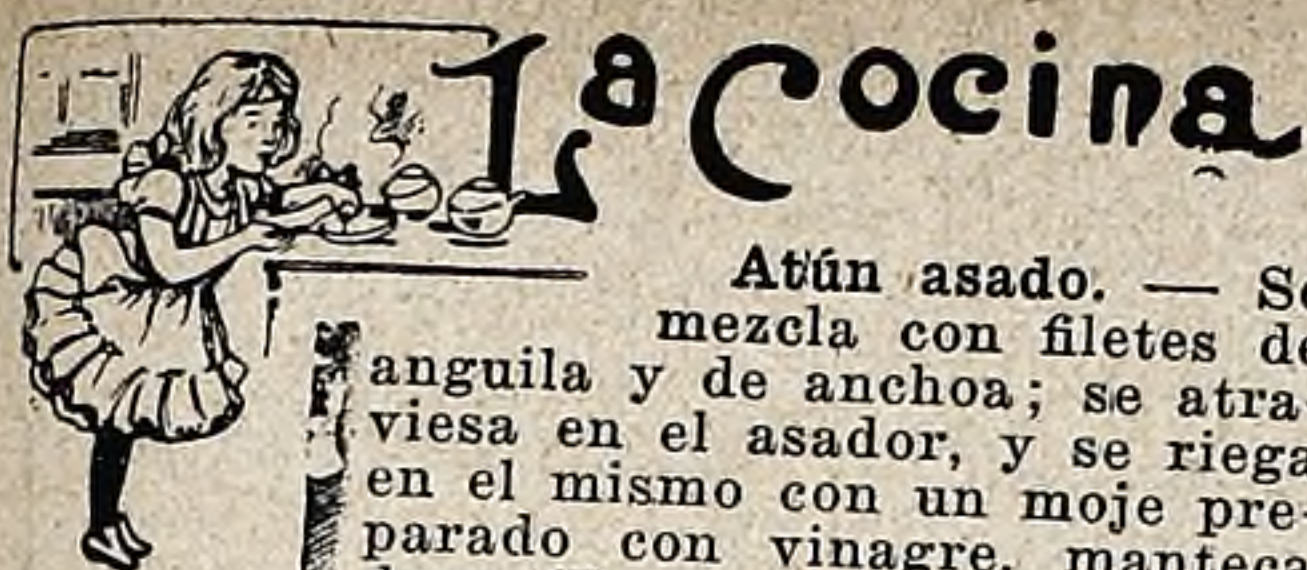 La Cocina
Atún asado. — Se
mezcla con filetes de
anguila y de anchoa; se atra-
viesa en el asador, y se riega
en el mismo con un moje pre-
parado con vinagre, manteca